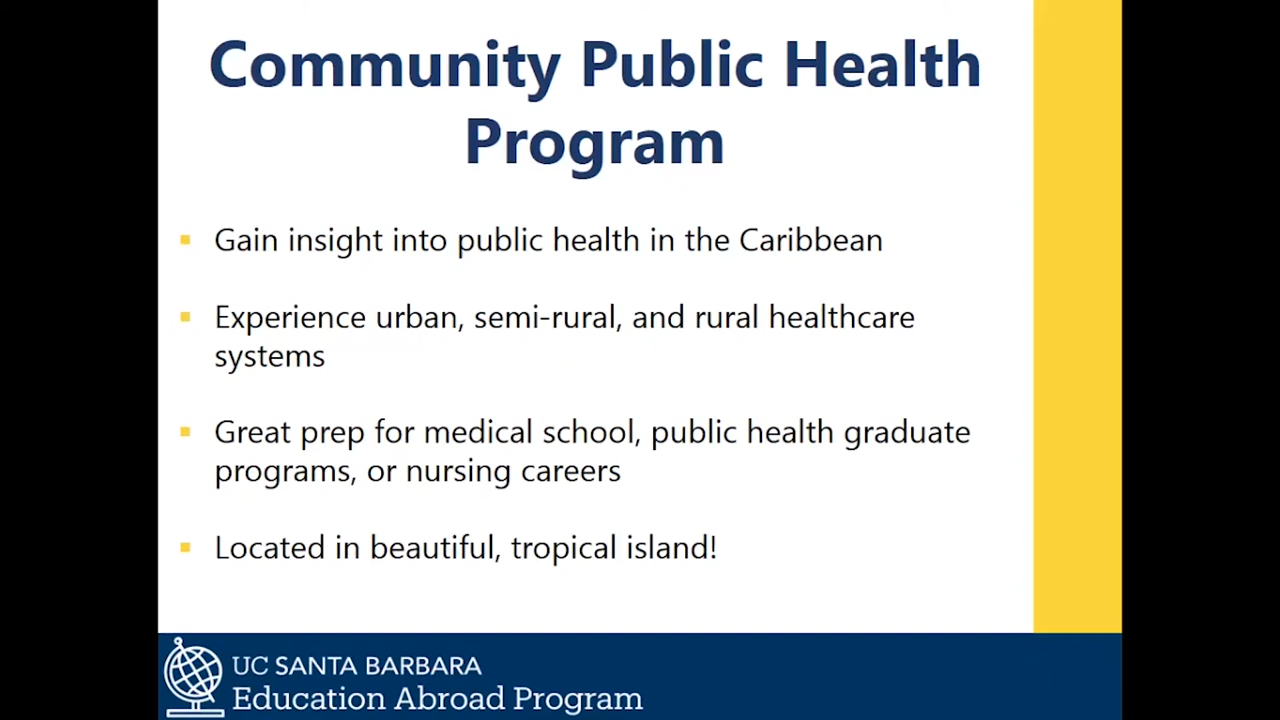 Community Public Health
Program
Gain insight into public health in the Caribbean
Experience urban, semi-rural, and rural healthcare
systems
Great prep for medical school, public health graduate
programs, or nursing careers
Located in beautiful, tropical island!
UC SANTA BARBARA
Education Abroad Program